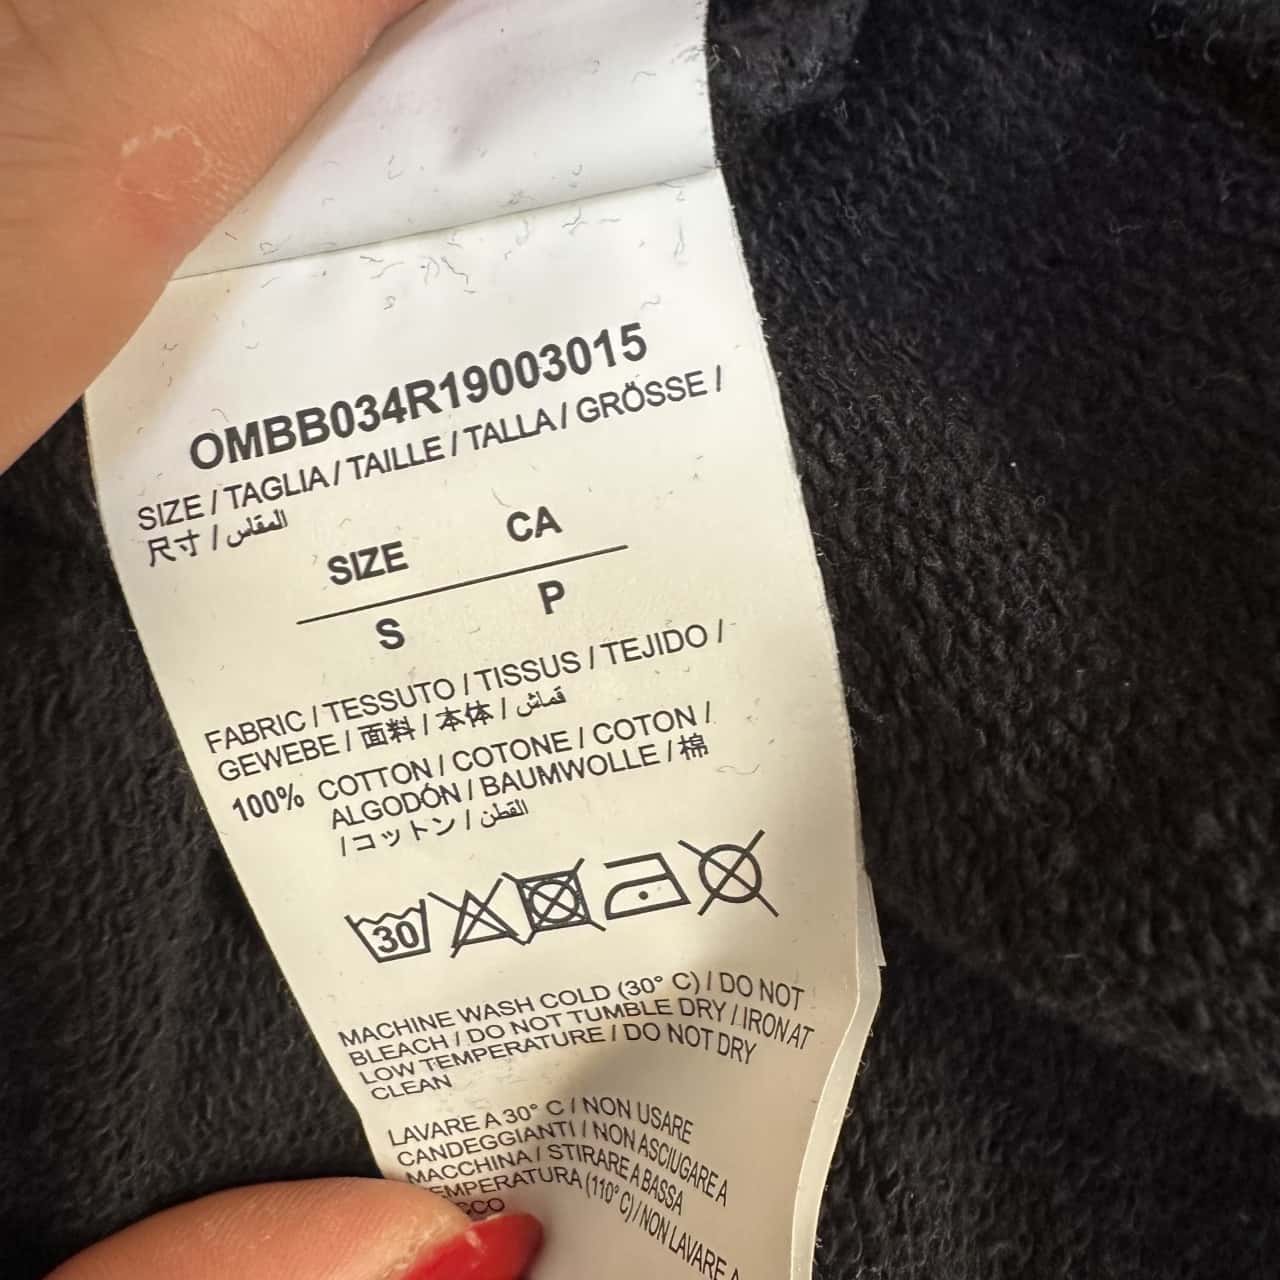 OMBB034R19003015
SIZE / TAGLIA / TAILLE / TALLA / GRÖSSE /
尺寸 / المقاس
SIZE CA
S P
FABRIC / TESSUTO / TISSUS / TEJIDO /
GEWEBE / 面料 / 本体 / قماش
100% COTTON / COTONE / COTON /
ALGODÓN / BAUMWOLLE / 棉
/ コットン / القطن
30
MACHINE WASH COLD (30° C) / DO NOT
BLEACH / DO NOT TUMBLE DRY / IRON AT
LOW TEMPERATURE / DO NOT DRY
CLEAN
LAVARE A 30° C / NON USARE
CANDEGGIANTI / NON ASCIUGARE A
MACCHINA / STIRARE A BASSA
(110° C) / NON LAVARE A